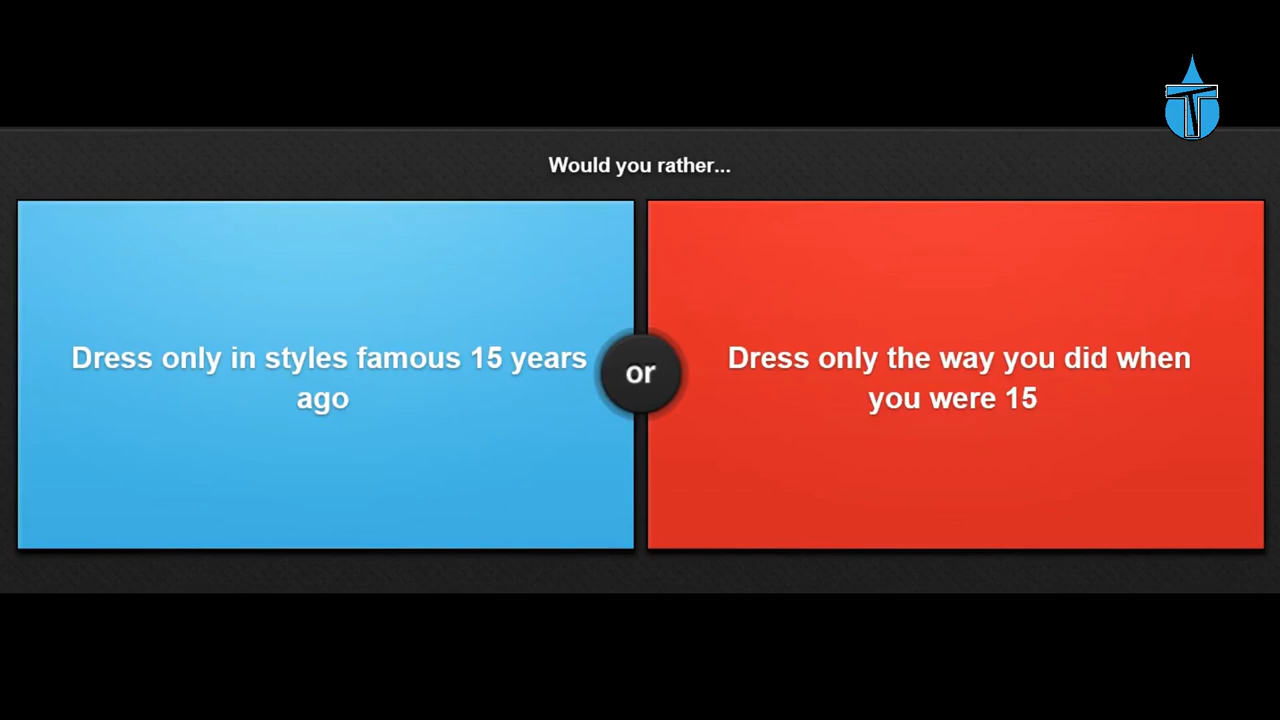 Would you rather...
Dress only in styles famous 15 years
ago
or
Dress only the way you did when
you were 15
T